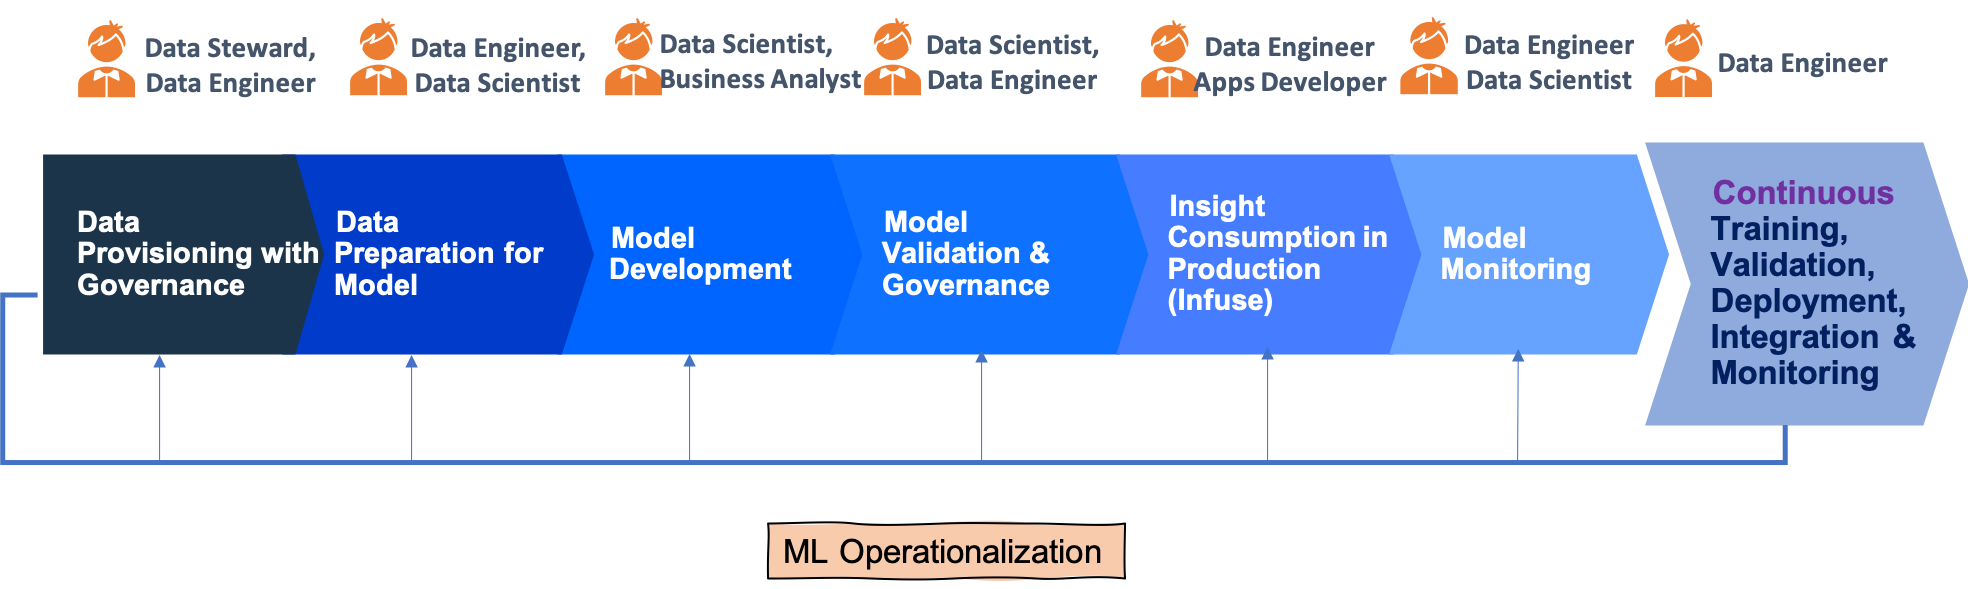 Data Steward,
Data Engineer
Data Engineer,
Data Scientist
Data Scientist,
Business Analyst
Data Scientist,
Data Engineer
Data Engineer
Apps Developer
Data Engineer
Data Scientist
Data Engineer
Data
Provisioning with
Governance
Data
Preparation for
Model
Model
Development
Model
Validation &
Governance
Insight
Consumption in
Production
(Infuse)
Model
Monitoring
Continuous
Training,
Validation,
Deployment,
Integration &
Monitoring
ML Operationalization